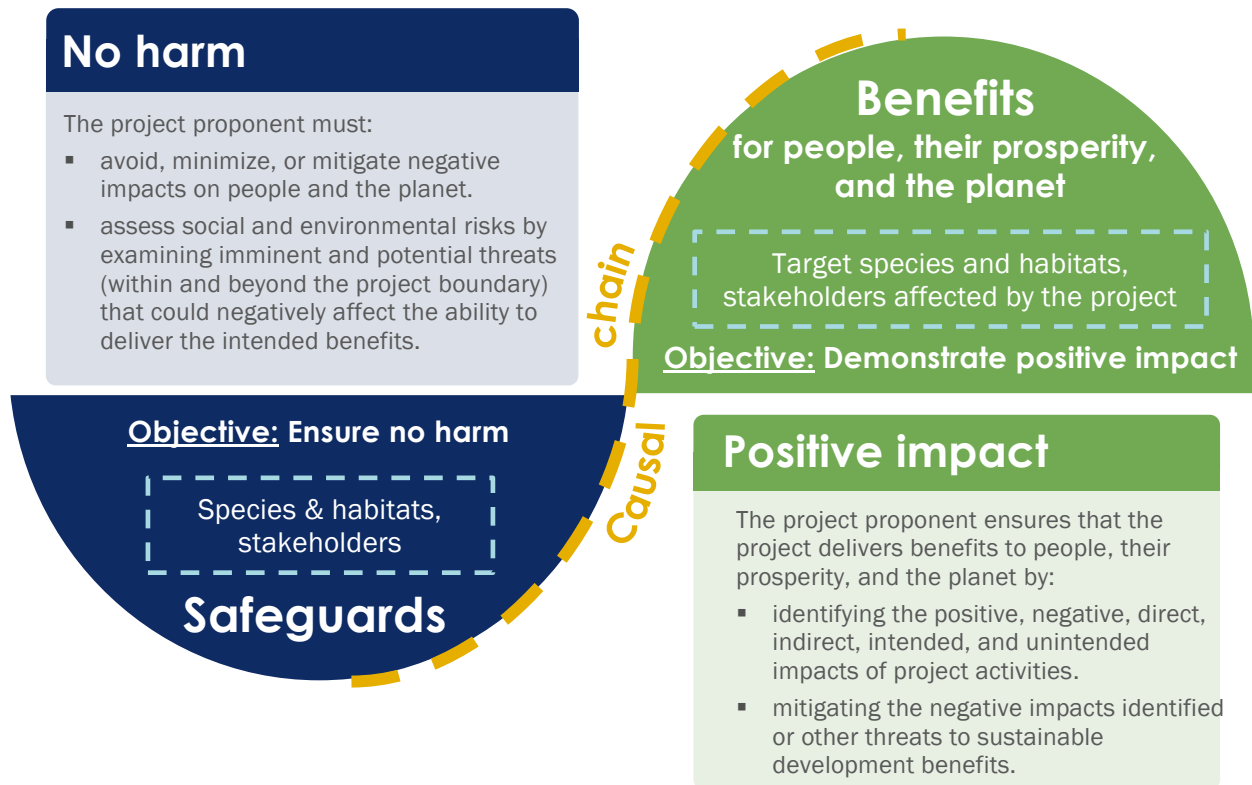 No harm
The project proponent must:
▪ avoid, minimize, or mitigate negative
impacts on people and the planet.
▪ assess social and environmental risks by
examining imminent and potential threats
(within and beyond the project boundary)
that could negatively affect the ability to
deliver the intended benefits.
Objective: Ensure no harm
Species & habitats,
stakeholders
Safeguards
Causal chain
Benefits
for people, their prosperity,
and the planet
Target species and habitats,
stakeholders affected by the project
Objective: Demonstrate positive impact
Positive impact
The project proponent ensures that the
project delivers benefits to people, their
prosperity, and the planet by:
▪ identifying the positive, negative, direct,
indirect, intended, and unintended
impacts of project activities.
▪ mitigating the negative impacts identified
or other threats to sustainable
development benefits.